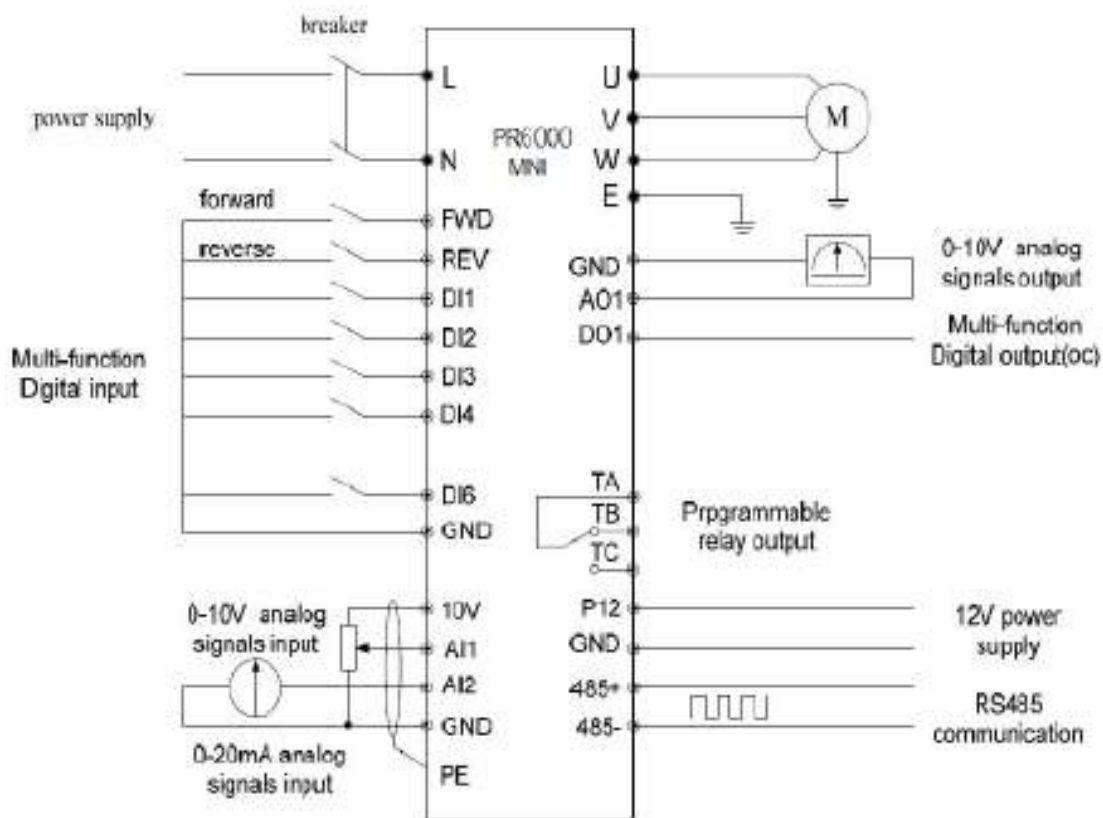 breaker
power supply
L
N
PR6000
MNI
U
V
W
E
M
forward
reverse
FWD
REV
DI1
DI2
DI3
DI4
DI6
GND
Multi-function
Digital input
GND
AO1
DO1
0-10V analog
signals output
Multi-function
Digital output(oc)
TA
TB
TC
Prpgrammable
relay output
0-10V analog
signals input
0-20mA analog
signals input
10V
AI1
AI2
GND
PE
P12
GND
485+
485-
12V power
supply
RS485
communication